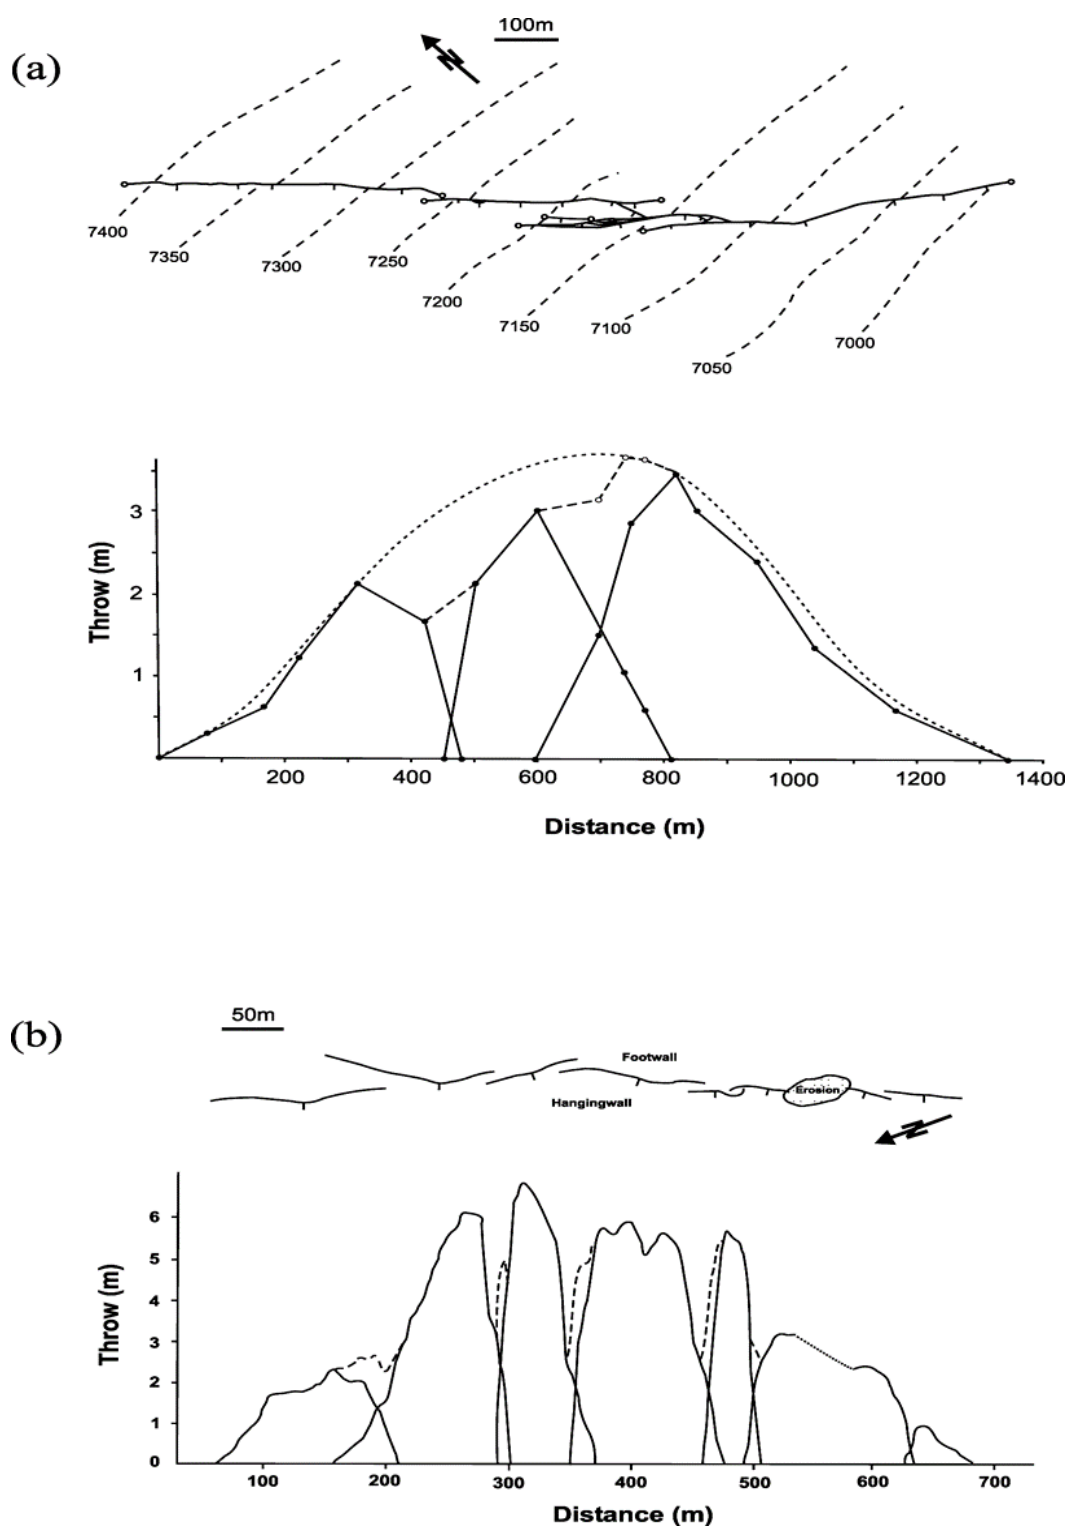 (a)
100m
N
7400
7350
7300
7250
7200
7150
7100
7050
7000
Throw (m)
3
2
1
200 400 600 800 1000 1200 1400
Distance (m)
(b)
50m
Footwall
Erosion
Hangingwall
N
Throw (m)
6
5
4
3
2
1
0
100 200 300 400 500 600 700
Distance (m)